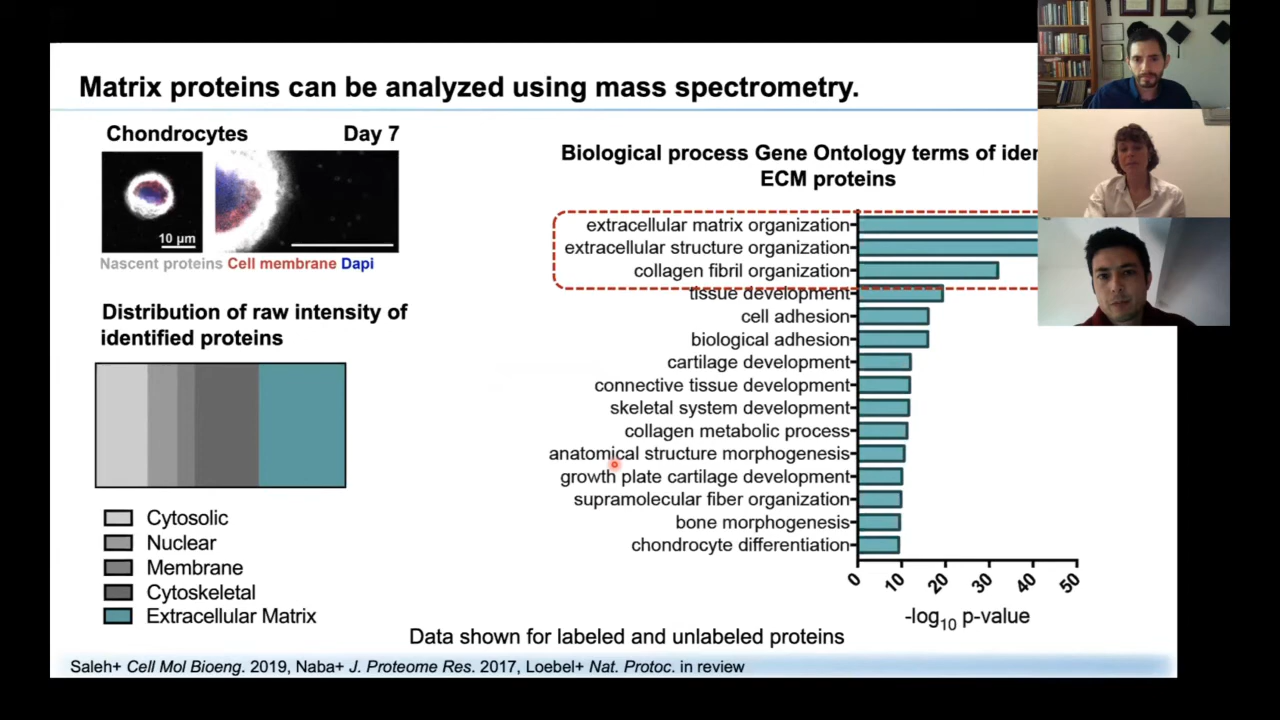 Matrix proteins can be analyzed using mass spectrometry.
Chondrocytes
Day 7
10 µm
Nascent proteins Cell membrane Dapi
Distribution of raw intensity of
identified proteins
Cytosolic
Nuclear
Membrane
Cytoskeletal
Extracellular Matrix
Biological process Gene Ontology terms of
ECM proteins
extracellular matrix organization
extracellular structure organization
collagen fibril organization
tissue development
cell adhesion
biological adhesion
cartilage development
connective tissue development
skeletal system development
collagen metabolic process
anatomical structure morphogenesis
growth plate cartilage development
supramolecular fiber organization
bone morphogenesis
chondrocyte differentiation
0 10 20 30 40 50
-log10 p-value
Data shown for labeled and unlabeled proteins
Saleh+ Cell Mol Bioeng. 2019, Naba+ J. Proteome Res. 2017, Loebel+ Nat. Protoc. in review